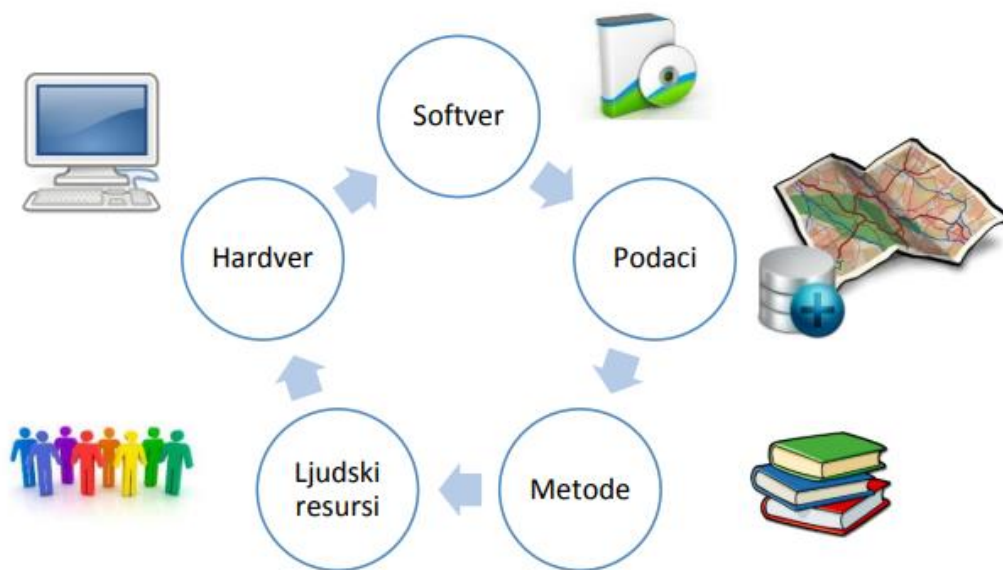 Softver
Hardver
Podaci
Ljudski
resursi
Metode